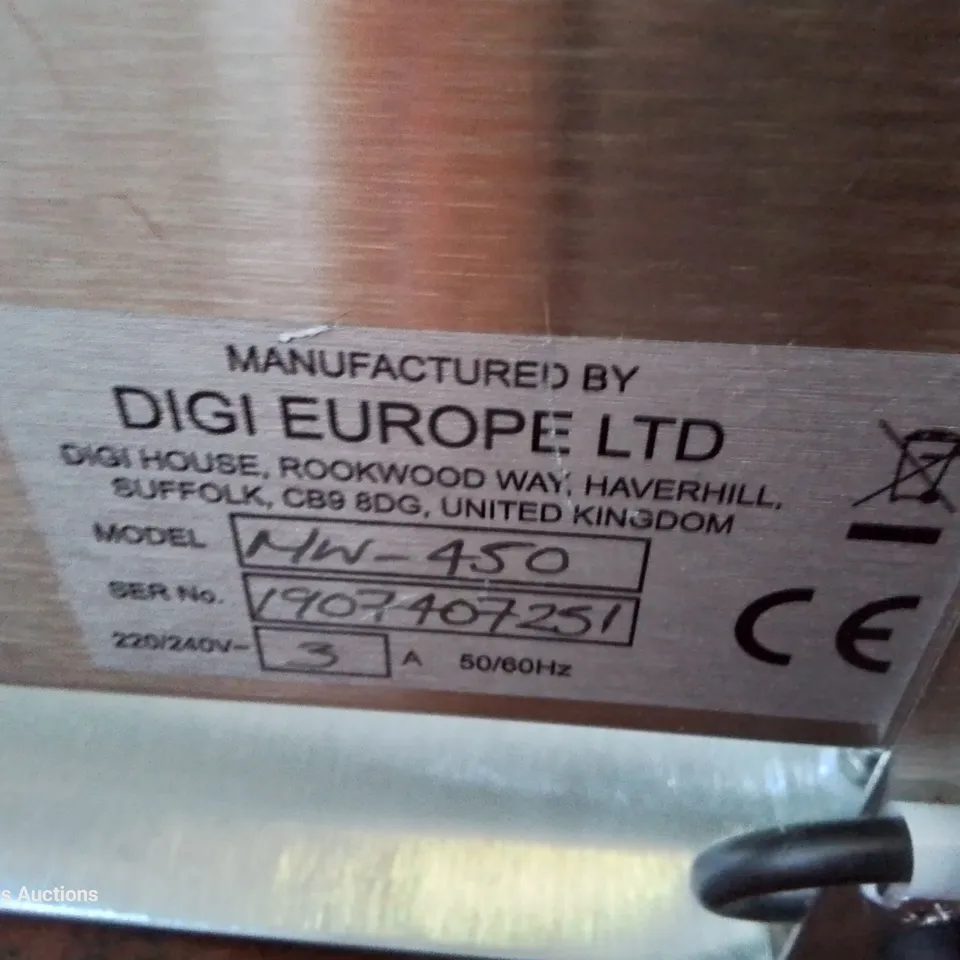 MANUFACTURED BY
DIGI EUROPE LTD
DIGI HOUSE, ROOKWOOD WAY, HAVERHILL,
SUFFOLK, CB9 8DG, UNITED KINGDOM
MODEL MW-450
SER No. 1907407251
220/240V~ 3 A 50/60Hz
CE
s Auctions